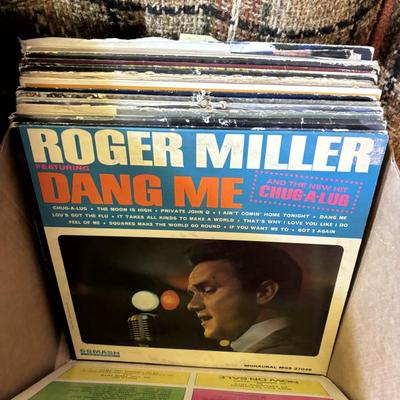 ROGER MILLER
FEATURING
DANG ME
AND THE NEW HIT
CHUG-A-LUG
CHUG-A-LUG • THE MOON IS HIGH • PRIVATE JOHN Q • I AIN'T COMIN' HOME TONIGHT • DANG ME
LOU'S GOT THE FLU • IT TAKES ALL KINDS TO MAKE A WORLD • THAT'S WHY I LOVE YOU LIKE I DO
FEEL OF ME • SQUARES MAKE THE WORLD GO ROUND • IF YOU WANT ME TO • GOT 2 AGAIN
SMASH
MONAURAL MGS 27049
NOW ON SALE